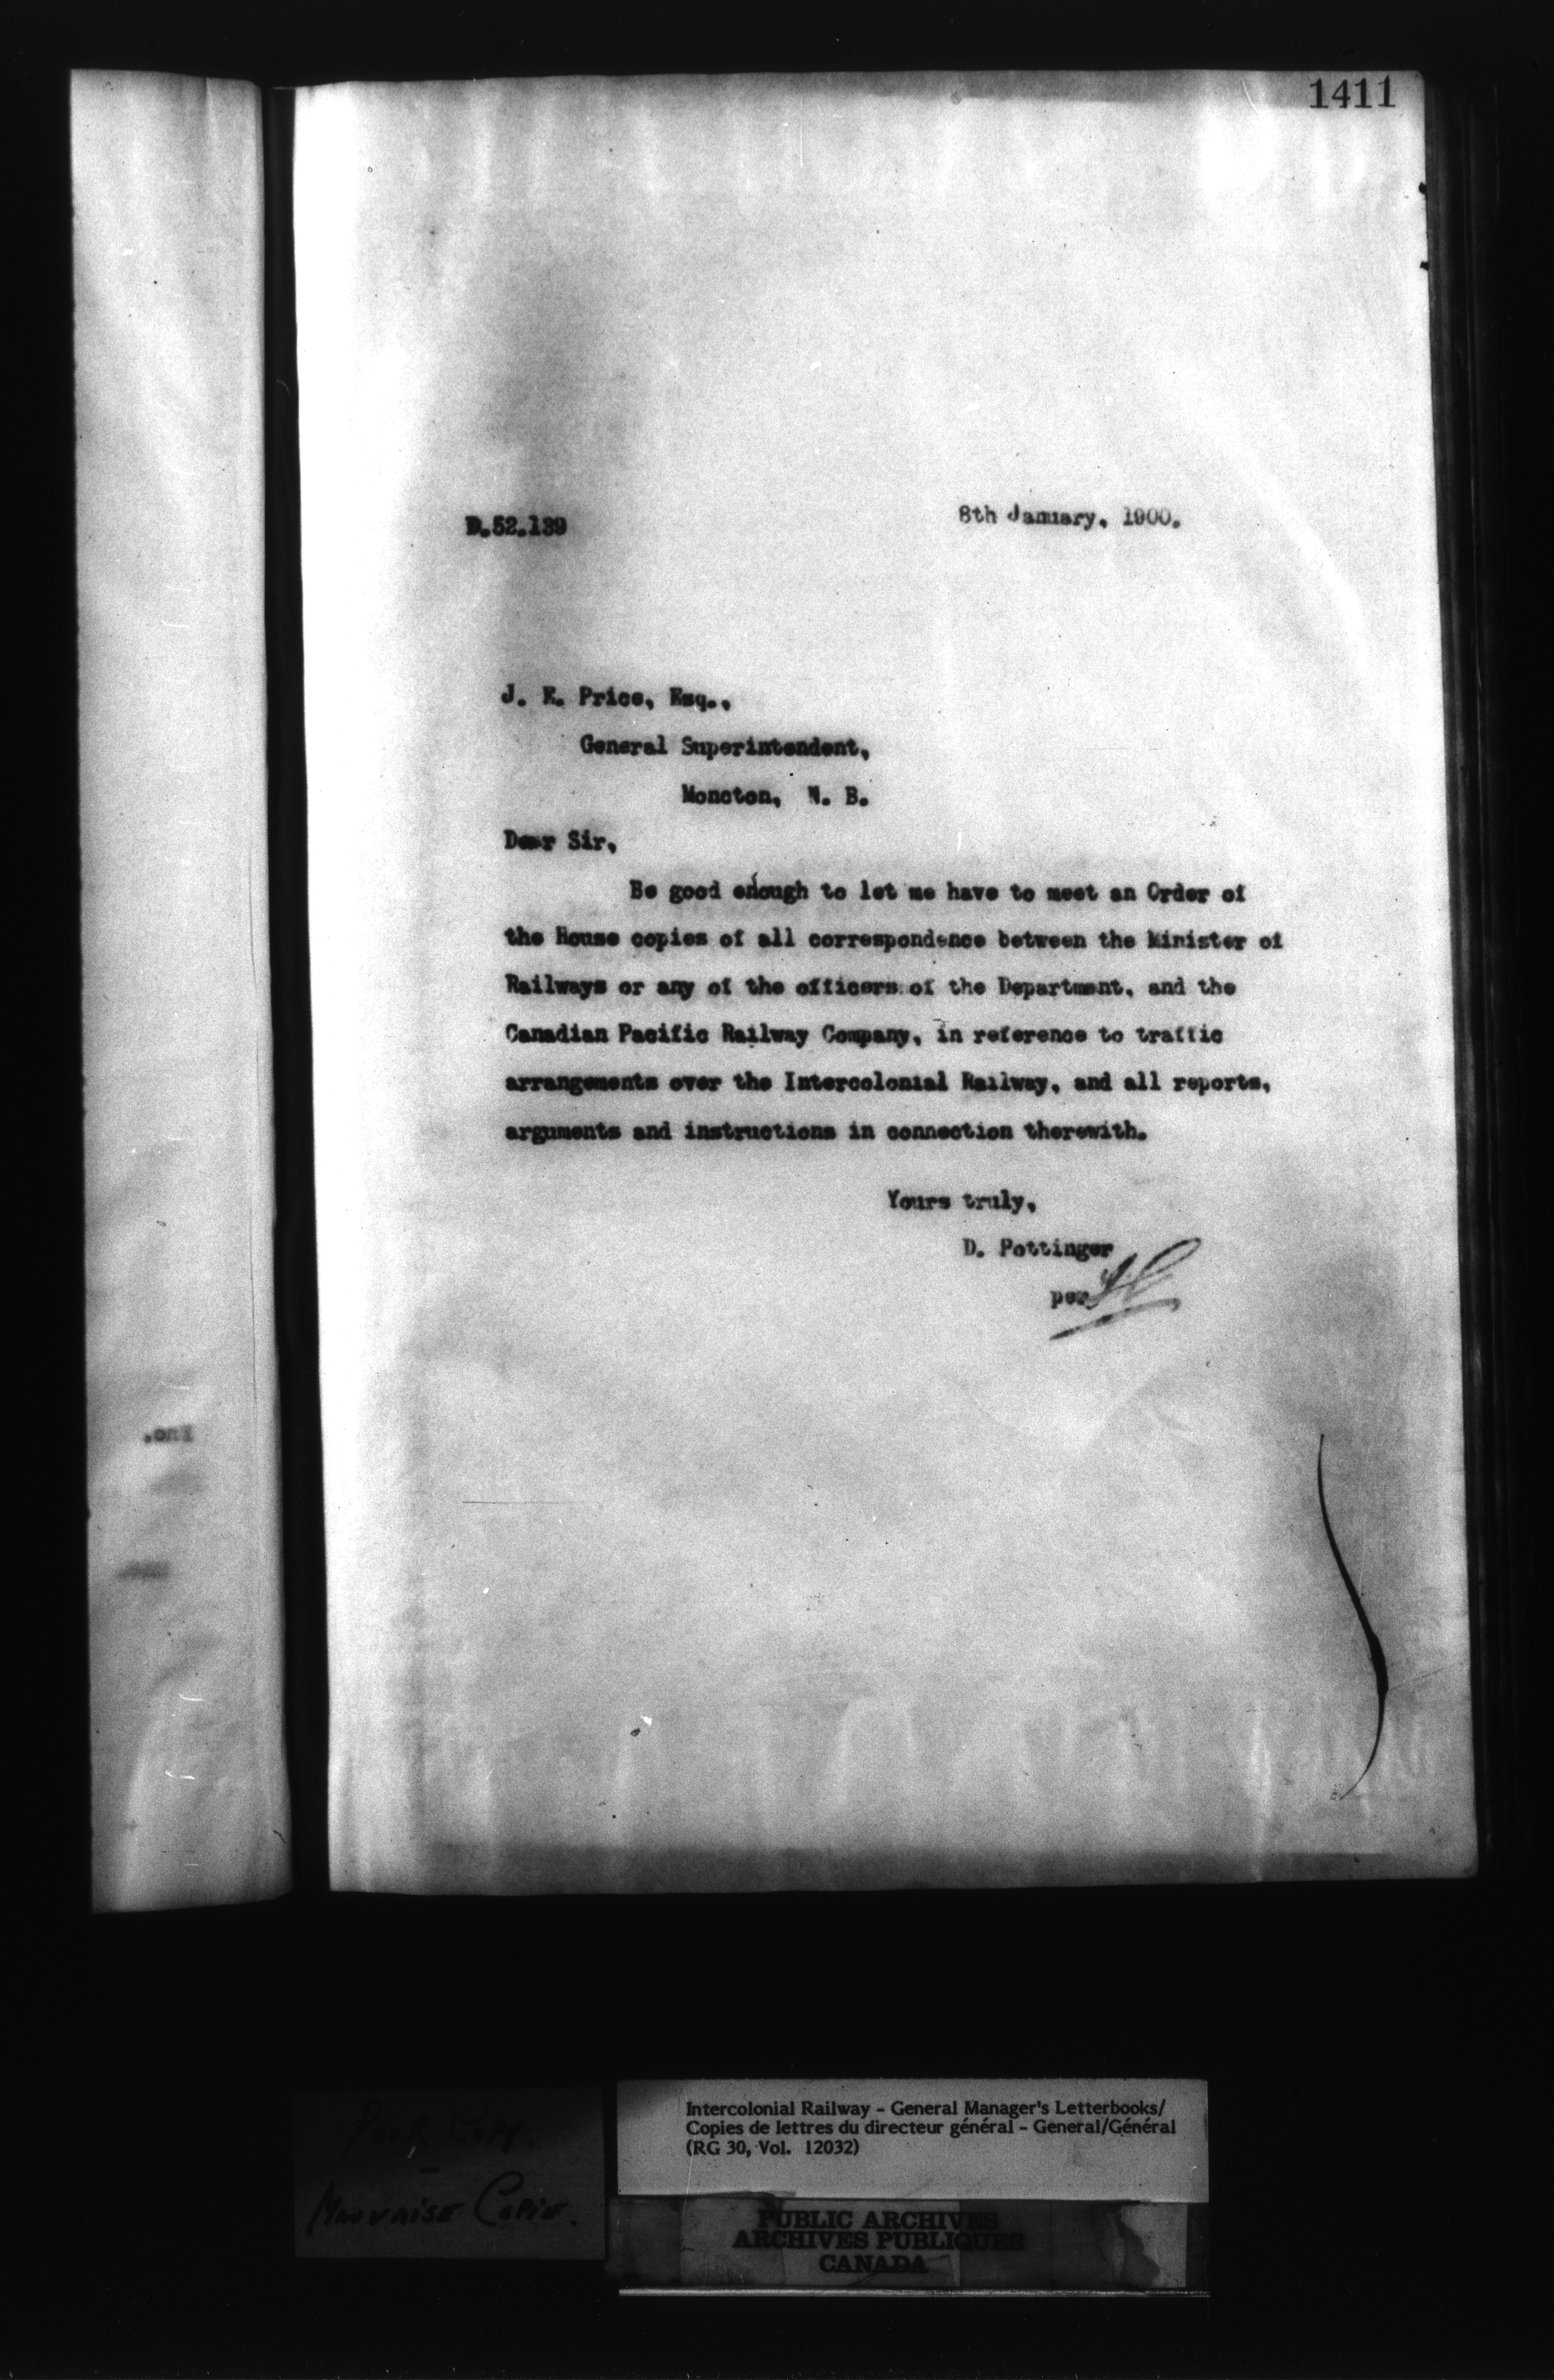 1411
D.52.139
8th January, 1900.
J. E. Price, Esq.,
General Superintendent,
Moncton, N. B.
Dear Sir,
Be good enough to let me have to meet an Order of
the House copies of all correspondence between the Minister of
Railways or any of the officers of the Department, and the
Canadian Pacific Railway Company, in reference to traffic
arrangements over the Intercolonial Railway, and all reports,
arguments and instructions in connection therewith.
Yours truly,
D. Pottinger
per
Enc.
Poor Copy.
Mauvaise Copie.
Intercolonial Railway - General Manager's Letterbooks/
Copies de lettres du directeur général - General/Général
(RG 30, Vol. 12032)
PUBLIC ARCHIVES
ARCHIVES PUBLIQUES
CANADA